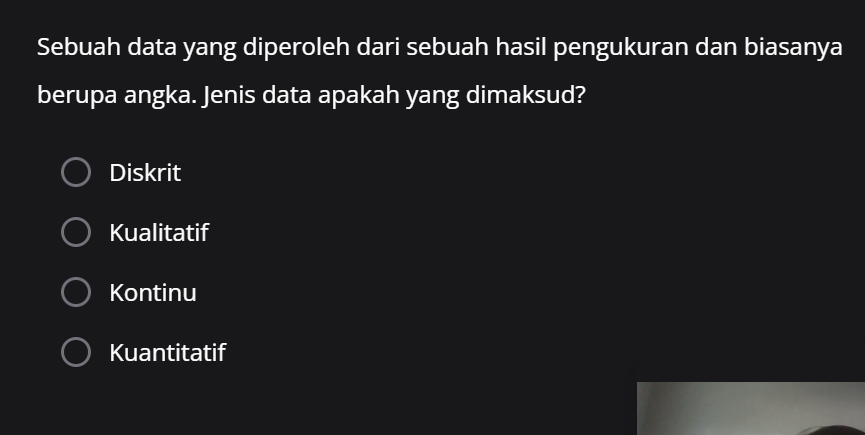 Sebuah data yang diperoleh dari sebuah hasil pengukuran dan biasanya
berupa angka. Jenis data apakah yang dimaksud?
Diskrit
Kualitatif
Kontinu
Kuantitatif